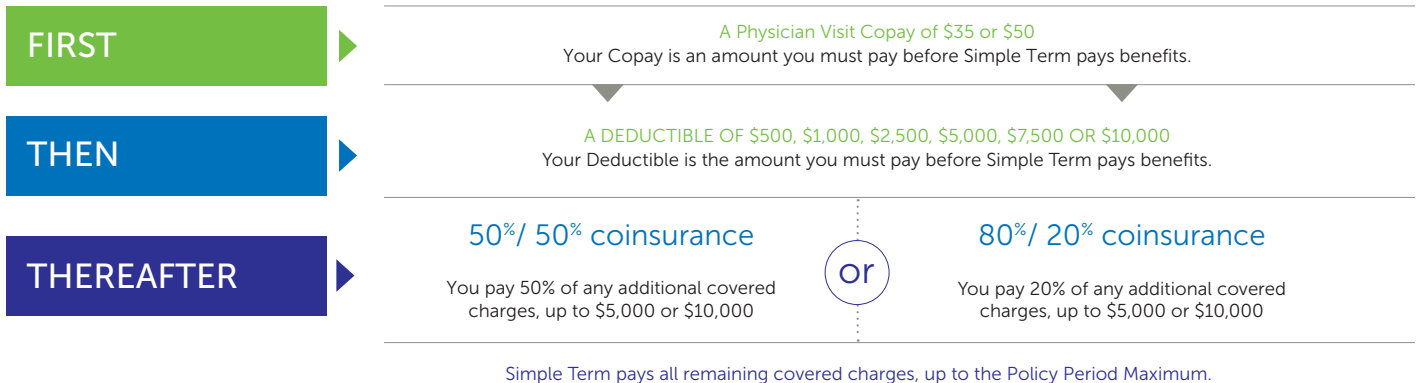 FIRST
A Physician Visit Copay of $35 or $50
Your Copay is an amount you must pay before Simple Term pays benefits.
THEN
A DEDUCTIBLE OF $500, $1,000, $2,500, $5,000, $7,500 OR $10,000
Your Deductible is the amount you must pay before Simple Term pays benefits.
THEREAFTER
50%/ 50% coinsurance
You pay 50% of any additional covered
charges, up to $5,000 or $10,000
or
80%/ 20% coinsurance
You pay 20% of any additional covered
charges, up to $5,000 or $10,000
Simple Term pays all remaining covered charges, up to the Policy Period Maximum.